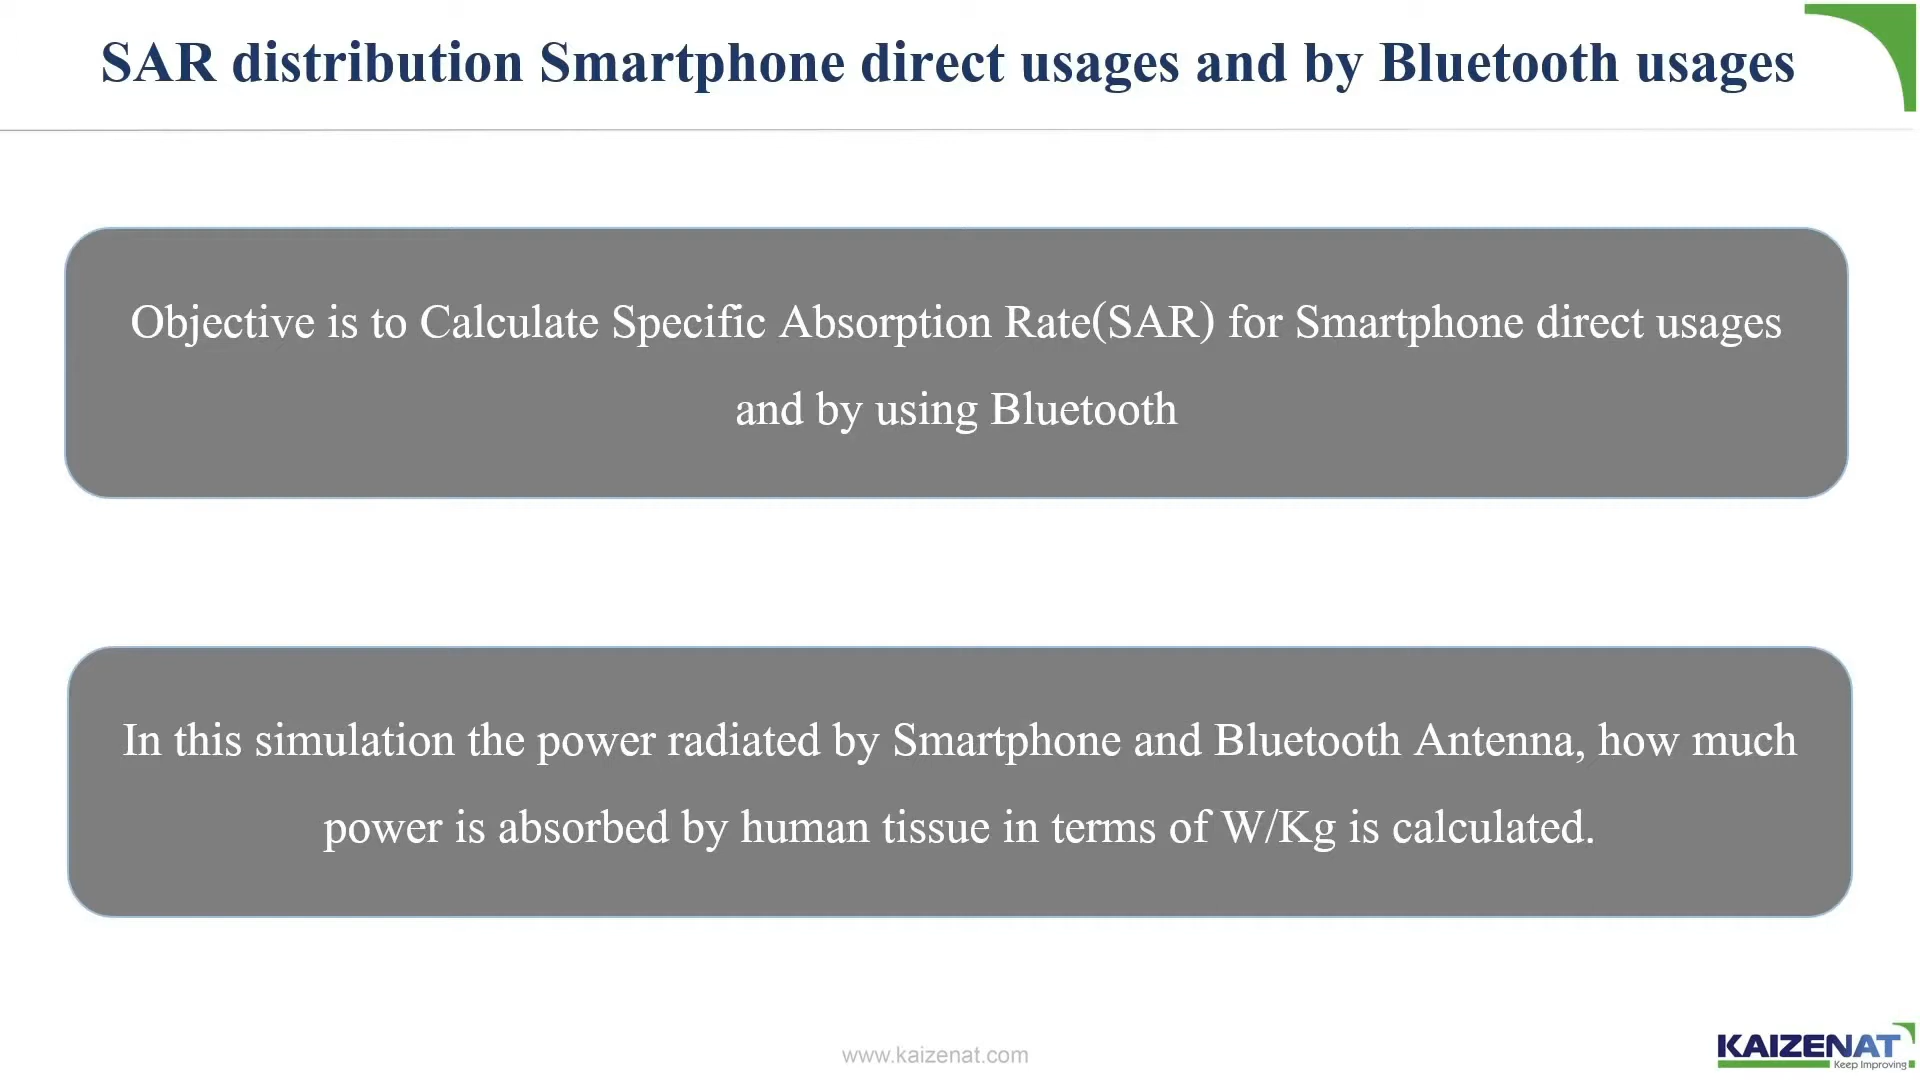 SAR distribution Smartphone direct usages and by Bluetooth usages
Objective is to Calculate Specific Absorption Rate(SAR) for Smartphone direct usages
and by using Bluetooth
In this simulation the power radiated by Smartphone and Bluetooth Antenna, how much
power is absorbed by human tissue in terms of W/Kg is calculated.
www.kaizenat.com
KAIZENAT
Keep Improving